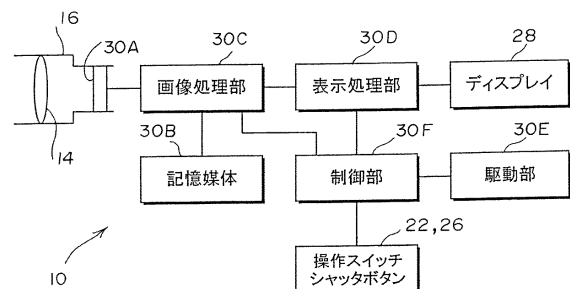 16
30A
30C
30D
28
画像処理部
表示処理部
ディスプレイ
14
30B
30F
30E
記憶媒体
制御部
駆動部
22,26
操作スイッチ
シャッタボタン
10